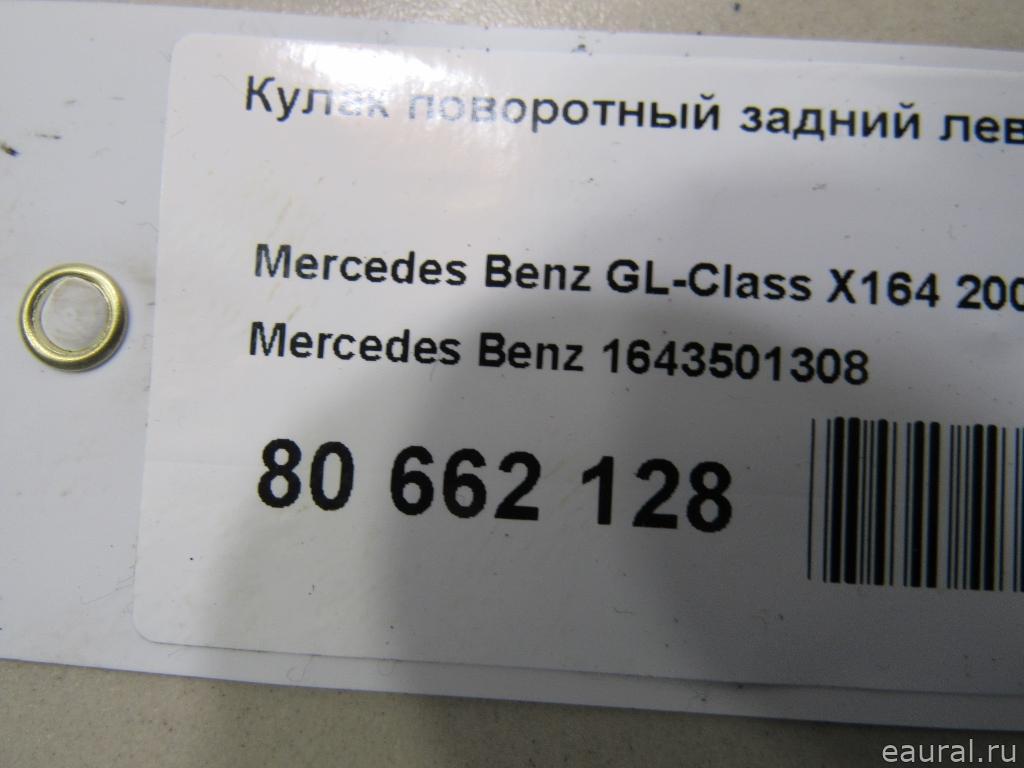 Кулак поворотный задний лев
Mercedes Benz GL-Class X164 200
Mercedes Benz 1643501308
80 662 128
eaural.ru